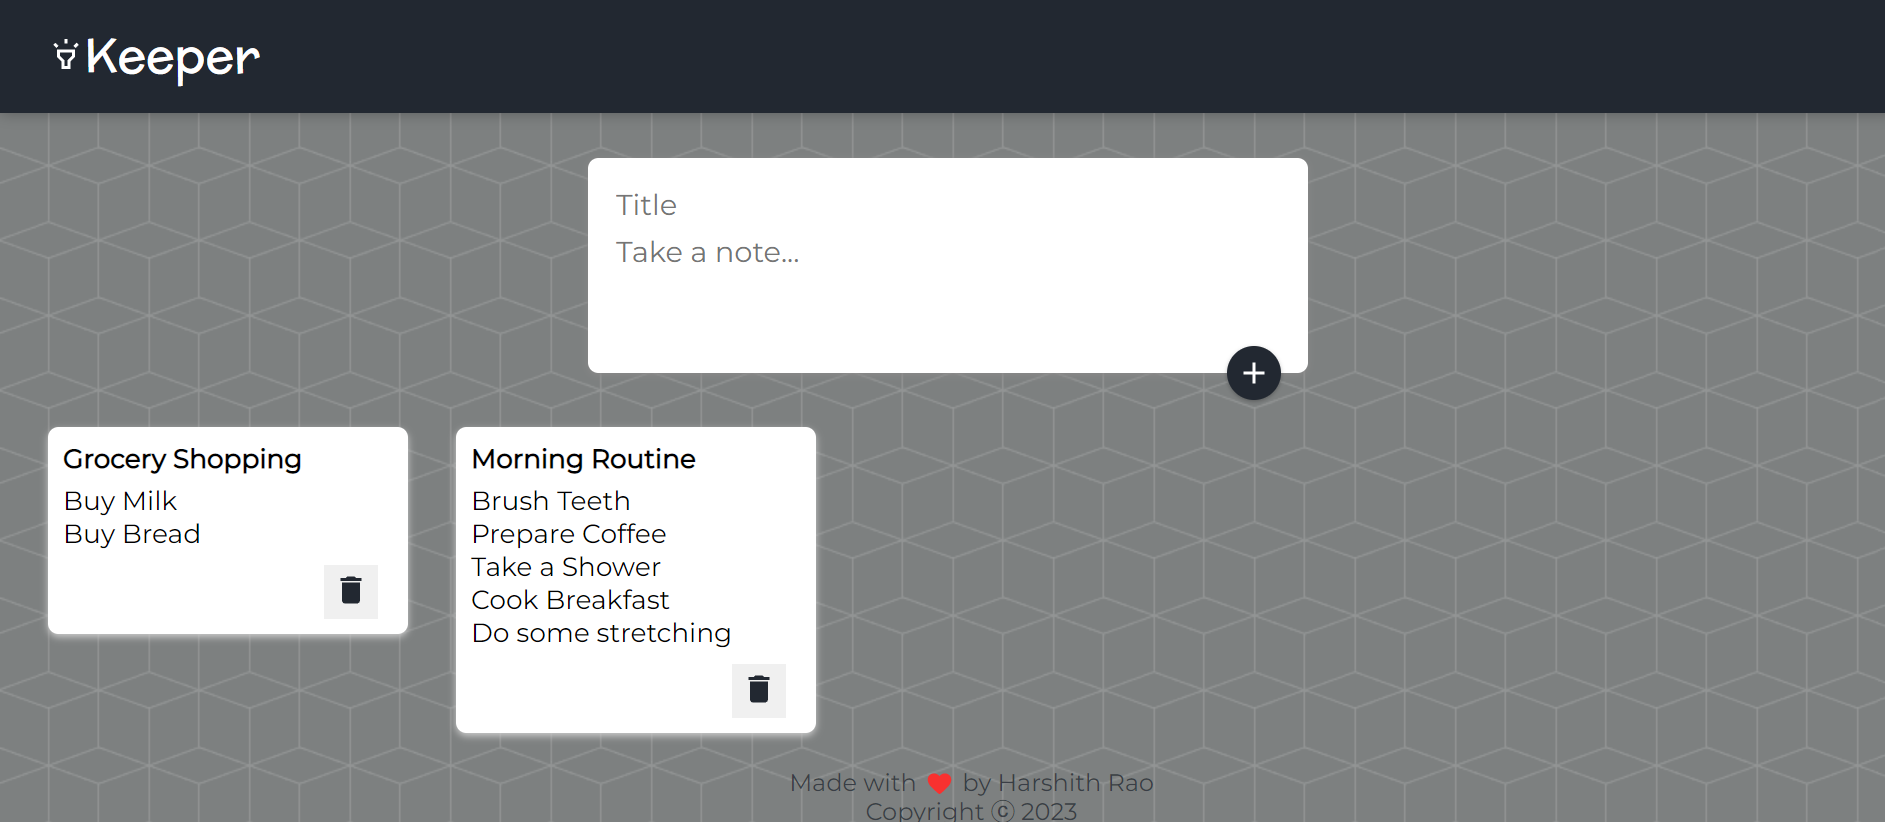 Keeper
Title
Take a note...
Grocery Shopping
Buy Milk
Buy Bread
Morning Routine
Brush Teeth
Prepare Coffee
Take a Shower
Cook Breakfast
Do some stretching
Made with ❤ by Harshith Rao
Copyright ⓒ 2023